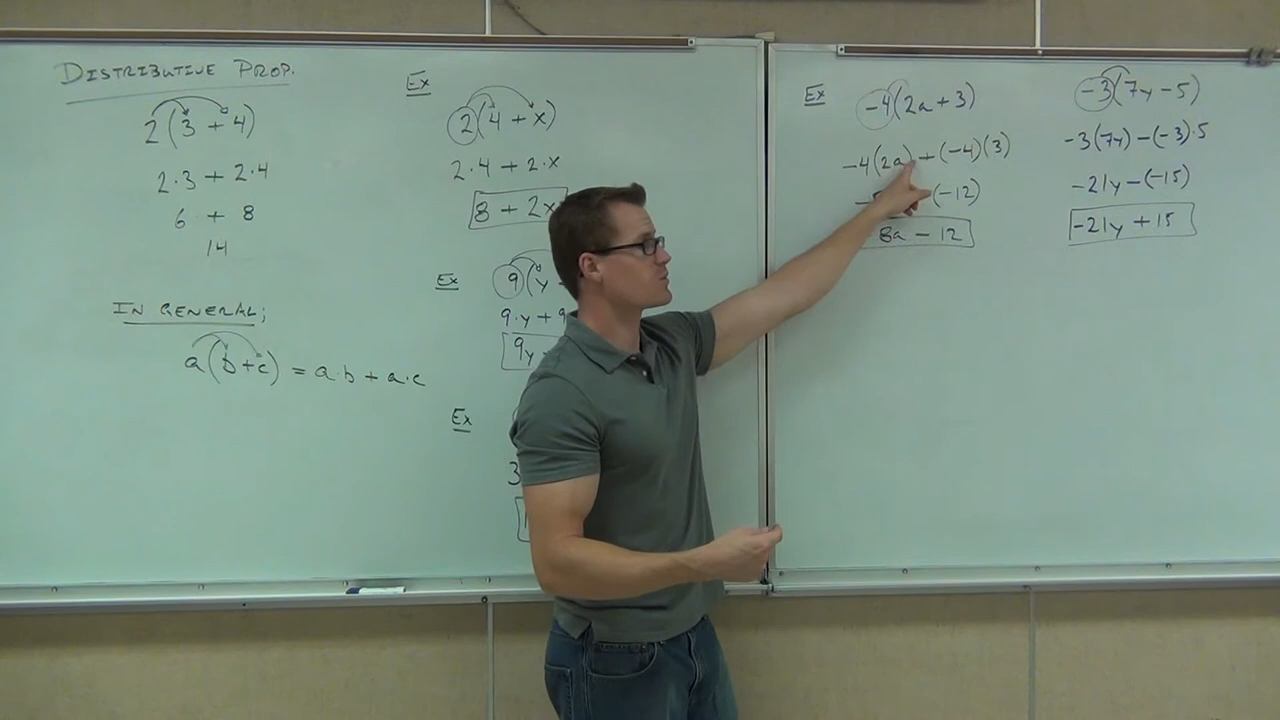 DISTRIBUTIVE PROP.
2(3 + 4)
2·3 + 2·4
6 + 8
14
IN GENERAL;
a(b+c) = a·b + a·c
Ex
2(4 + x)
2·4 + 2·x
8 + 2x
Ex
9(y
9·y + 9
9y
Ex
3
Ex
-4(2a + 3)
-4(2a) + (-4)(3)
(-12)
8a - 12
-3(7y - 5)
-3(7y) - (-3)·5
-21y - (-15)
-21y + 15